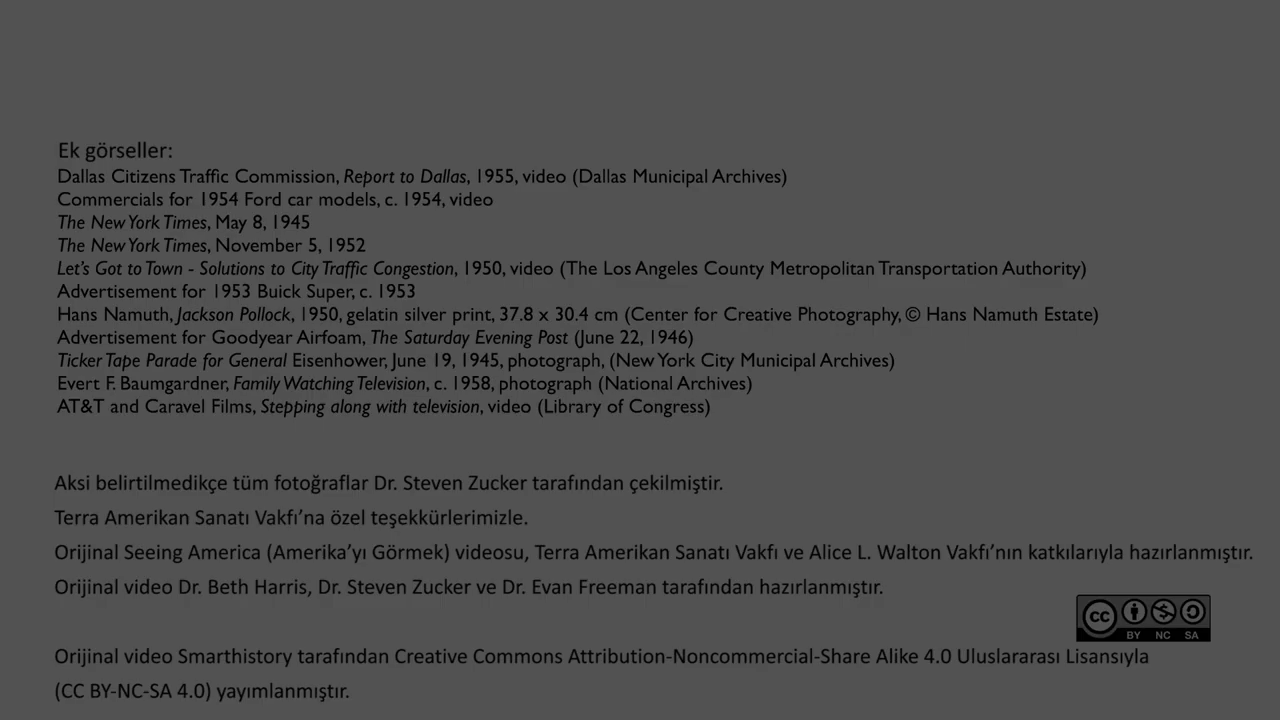 Ek görseller:
Dallas Citizens Traffic Commission, Report to Dallas, 1955, video (Dallas Municipal Archives)
Commercials for 1954 Ford car models, c. 1954, video
The New York Times, May 8, 1945
The New York Times, November 5, 1952
Let's Got to Town - Solutions to City Traffic Congestion, 1950, video (The Los Angeles County Metropolitan Transportation Authority)
Advertisement for 1953 Buick Super, c. 1953
Hans Namuth, Jackson Pollock, 1950, gelatin silver print, 37.8 x 30.4 cm (Center for Creative Photography, © Hans Namuth Estate)
Advertisement for Goodyear Airfoam, The Saturday Evening Post (June 22, 1946)
Ticker Tape Parade for General Eisenhower, June 19, 1945, photograph, (New York City Municipal Archives)
Evert F. Baumgardner, Family Watching Television, c. 1958, photograph (National Archives)
AT&T and Caravel Films, Stepping along with television, video (Library of Congress)
Aksi belirtilmedikçe tüm fotoğraflar Dr. Steven Zucker tarafından çekilmiştir.
Terra Amerikan Sanatı Vakfı'na özel teşekkürlerimizle.
Orijinal Seeing America (Amerika'yı Görmek) videosu, Terra Amerikan Sanatı Vakfı ve Alice L. Walton Vakfı'nın katkılarıyla hazırlanmıştır.
Orijinal video Dr. Beth Harris, Dr. Steven Zucker ve Dr. Evan Freeman tarafından hazırlanmıştır.
CC
BY NC SA
Orijinal video Smarthistory tarafından Creative Commons Attribution-Noncommercial-Share Alike 4.0 Uluslararası Lisansıyla
(CC BY-NC-SA 4.0) yayımlanmıştır.